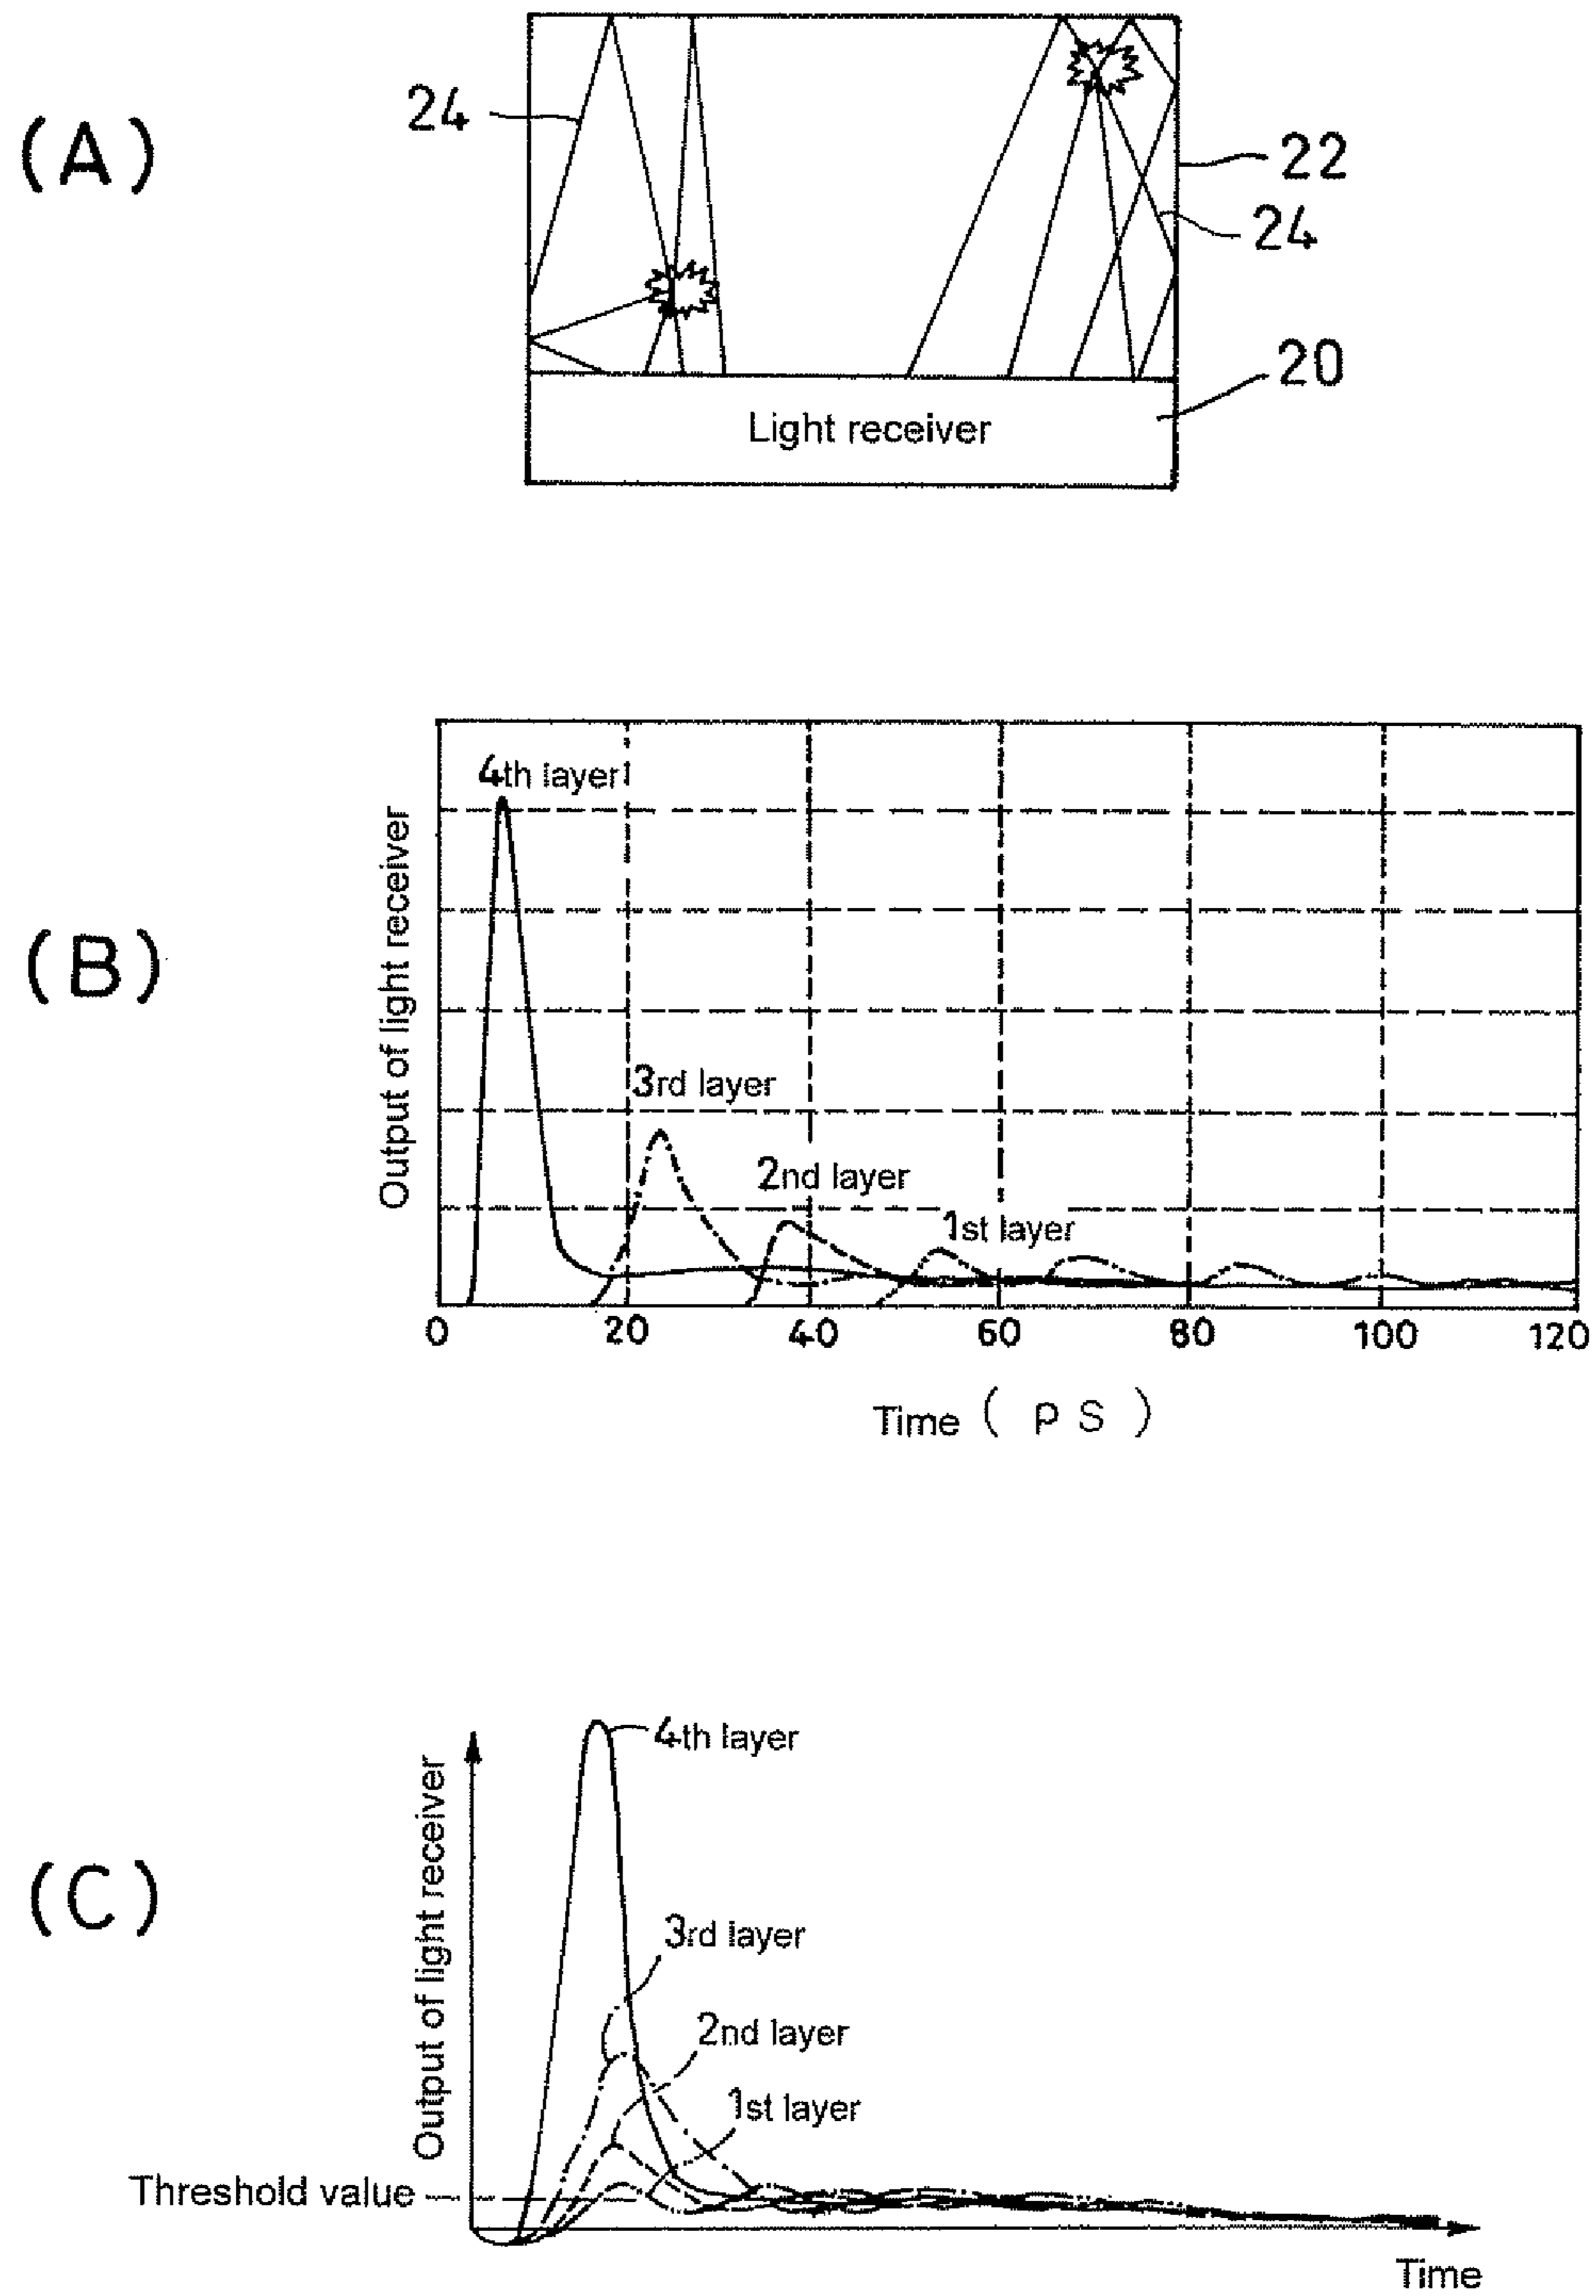 (A)
24
22
24
20
Light receiver
(B)
Output of light receiver
4th layer
3rd layer
2nd layer
1st layer
0 20 40 60 80 100 120
Time ( pS )
(C)
Output of light receiver
4th layer
3rd layer
2nd layer
1st layer
Threshold value
Time